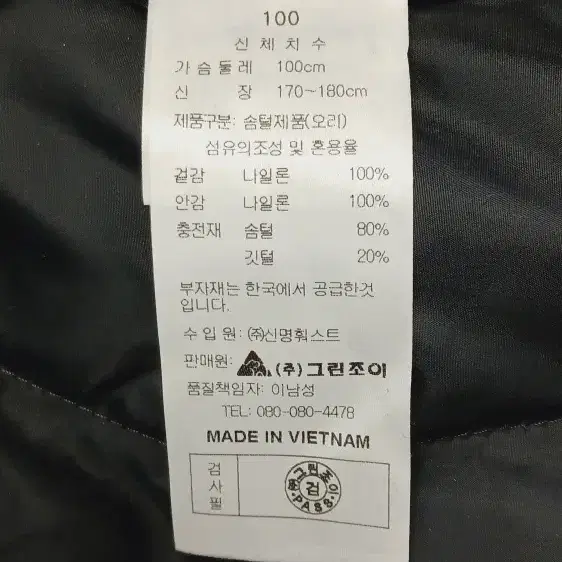 100
신 체 치 수
가 슴 둘 레 100cm
신 장 170~180cm
제품구분: 솜털제품(오리)
섬유의조성 및 혼용율
겉감 나일론 100%
안감 나일론 100%
충전재 솜털 80%
깃털 20%
부자재는 한국에서 공급한것
입니다.
수 입 원: ㈜신명훠스트
판매원: (주)그린조이
품질책임자: 이남성
TEL: 080-080-4478
MADE IN VIETNAM
검
사
필
㈜그린조이
검
PASS